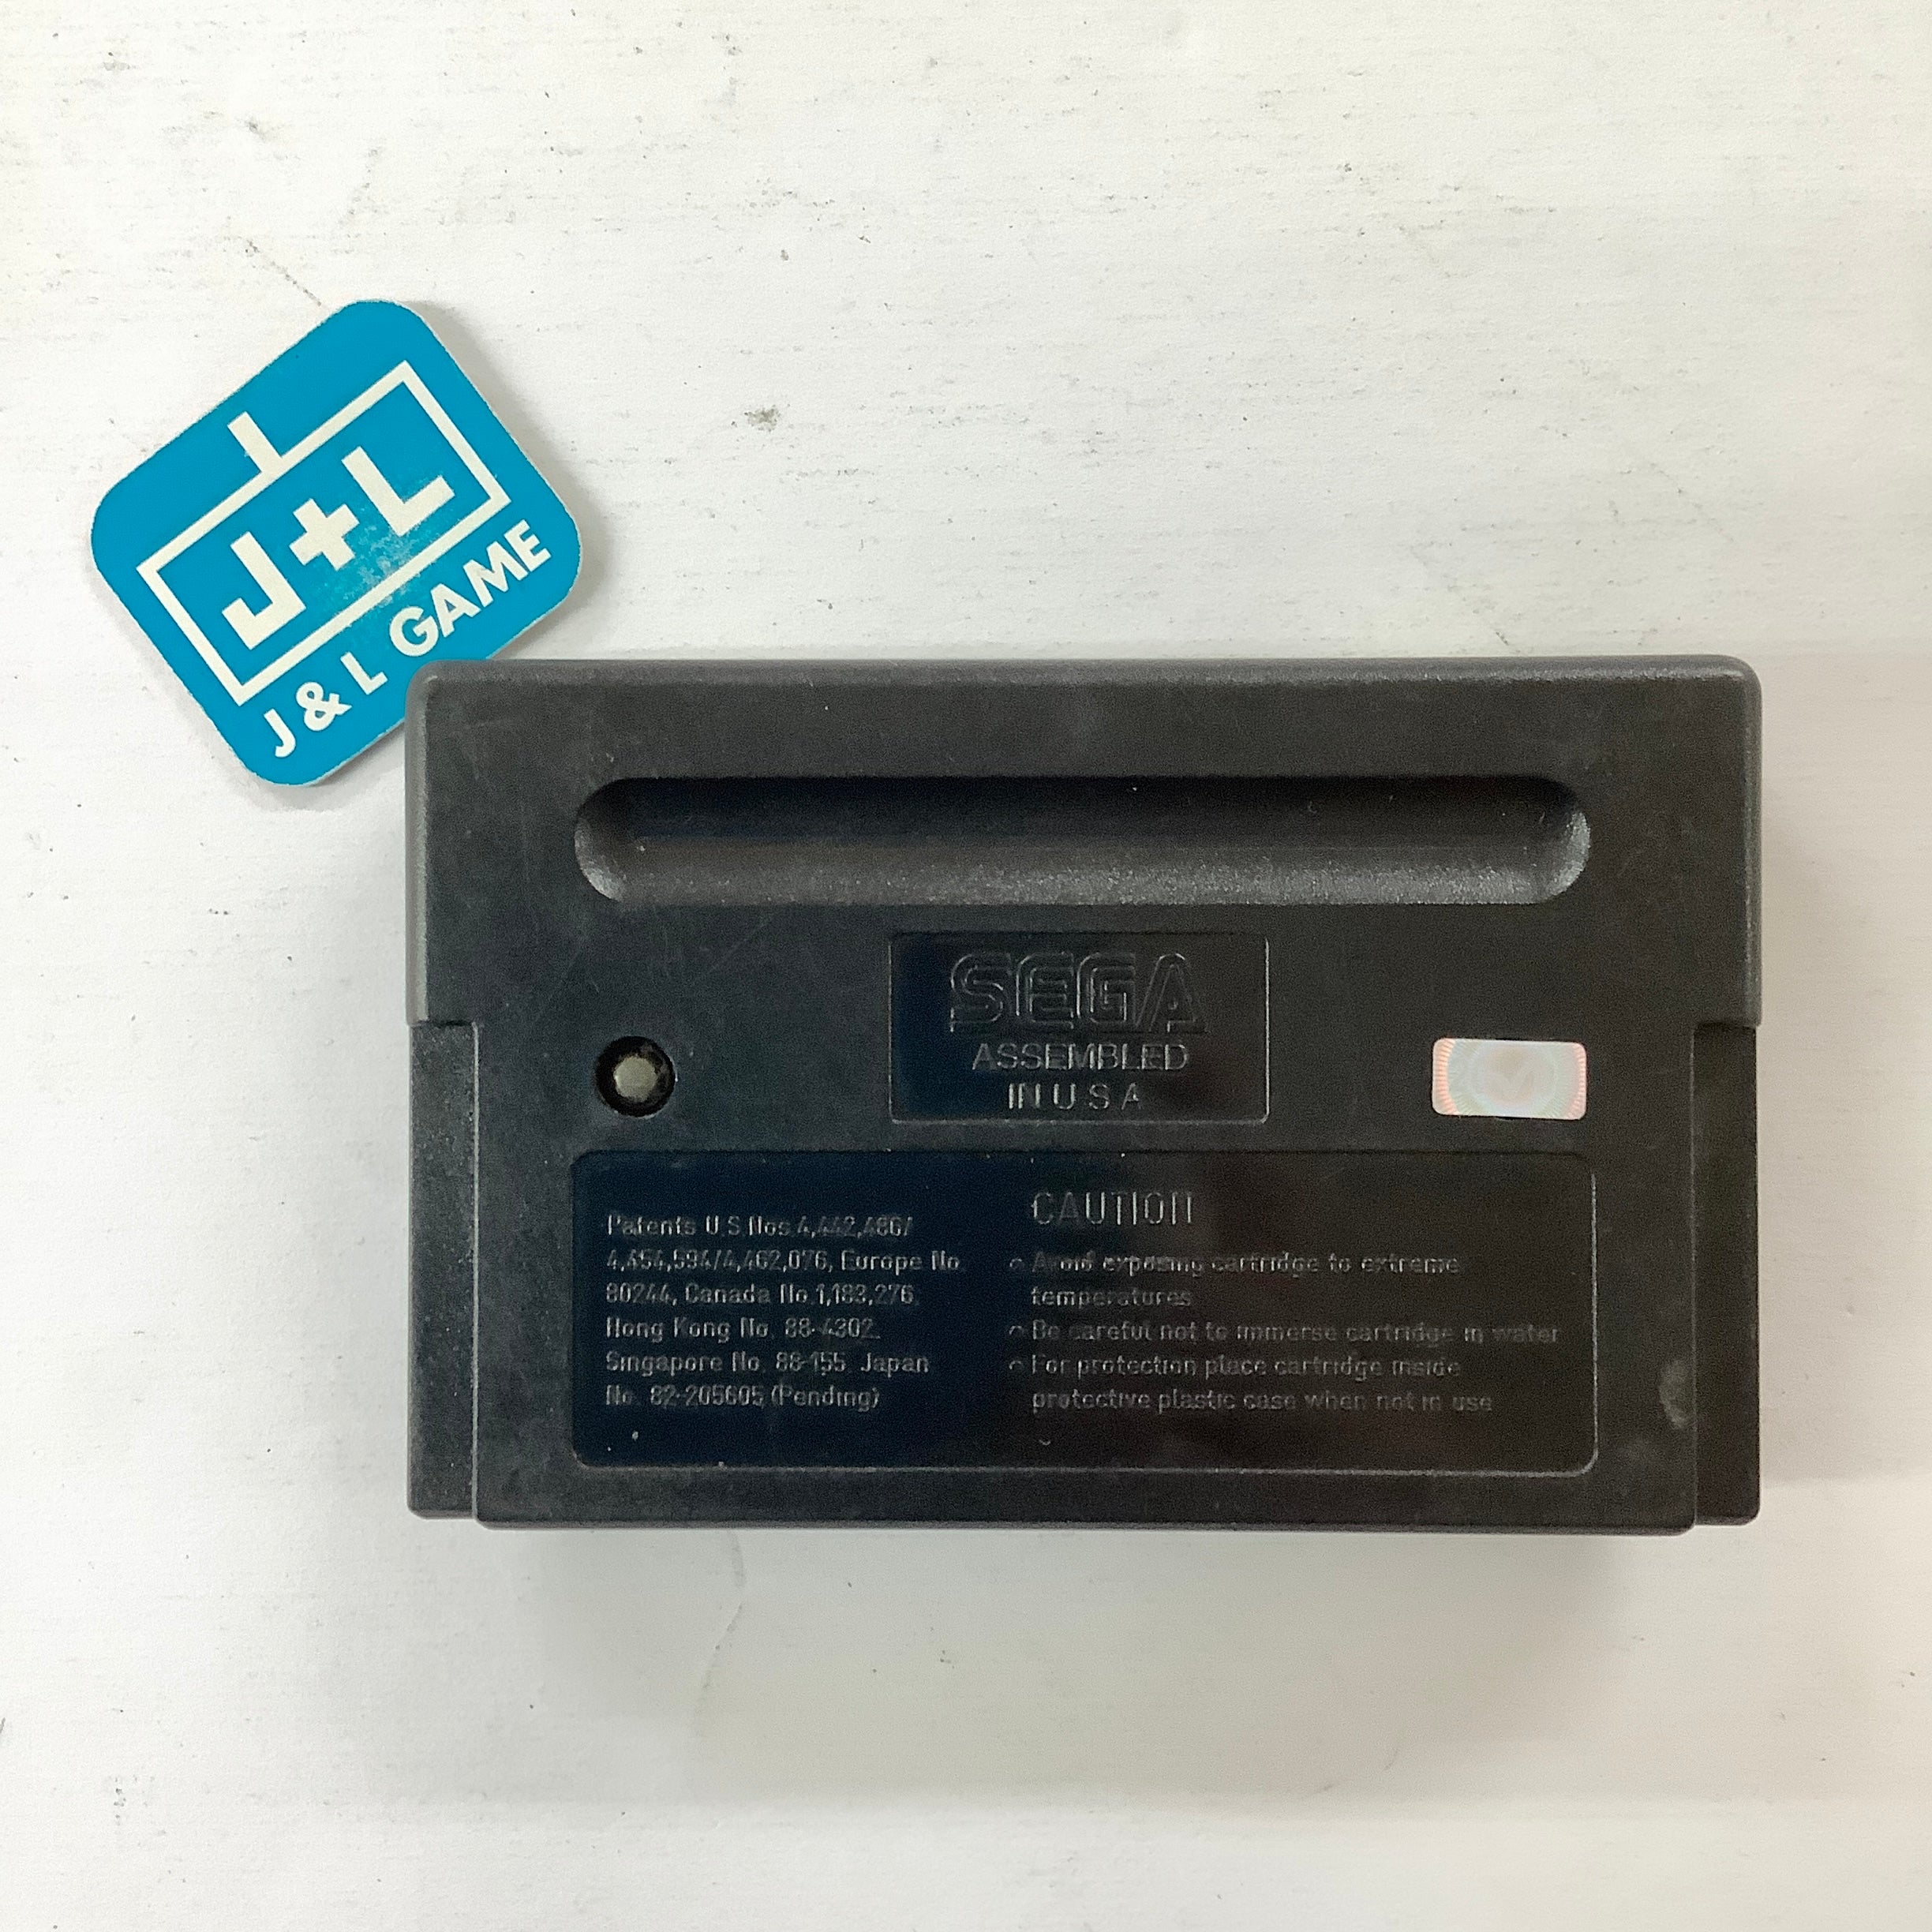 J+L
J & L GAME
SEGA
ASSEMBLED
IN U S A
Patents U.S.Nos.4,442,486/
4,454,594/4,462,076, Europe No.
80244, Canada No.1,183,276,
Hong Kong No. 88-4302,
Singapore No. 88-155, Japan
No. 82-205605 (Pending)
CAUTION
Avoid exposing cartridge to extreme
temperatures
Be careful not to immerse cartridge in water
For protection place cartridge inside
protective plastic case when not in use